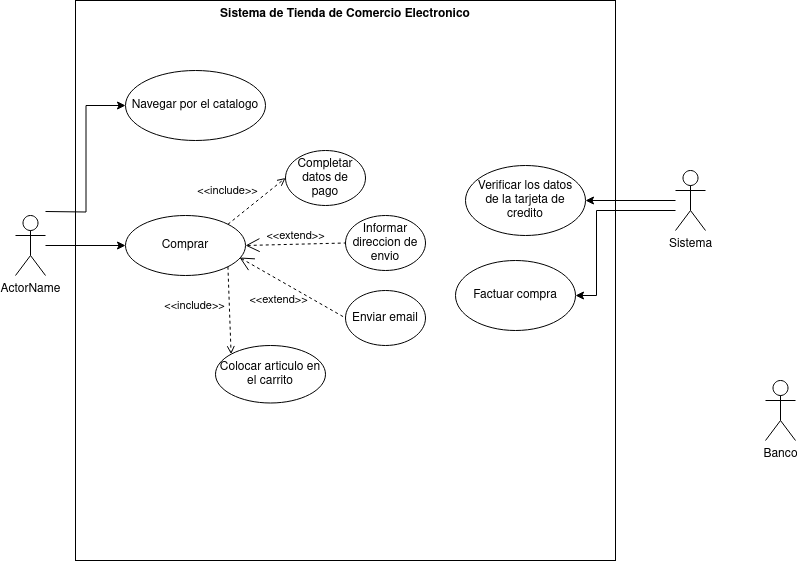 Sistema de Tienda de Comercio Electronico
Navegar por el catalogo
Completar
datos de
pago
<<include>>
Verificar los datos
de la tarjeta de
credito
Sistema
Comprar
<<extend>>
Informar
direccion de
envio
ActorName
<<include>>
<<extend>>
Enviar email
Factuar compra
Colocar articulo en
el carrito
Banco